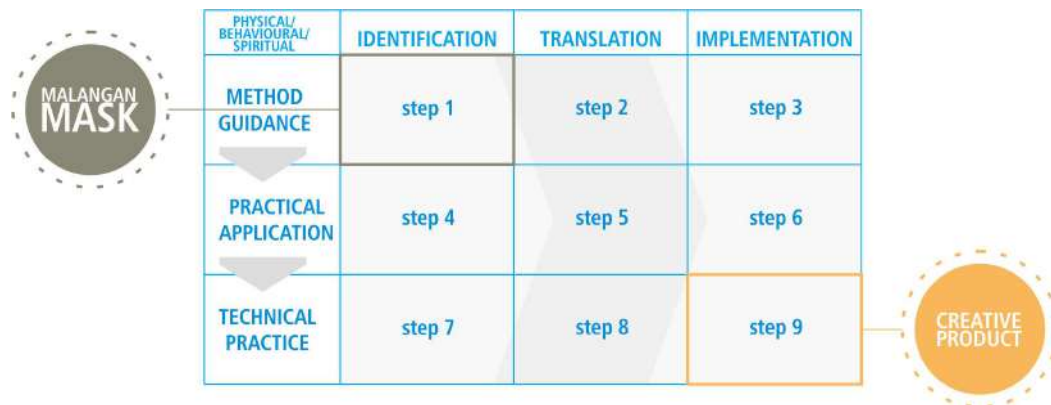 PHYSICAL/
BEHAVIOURAL/
SPIRITUAL
IDENTIFICATION
TRANSLATION
IMPLEMENTATION
MALANGAN
MASK
METHOD
GUIDANCE
step 1
step 2
step 3
PRACTICAL
APPLICATION
step 4
step 5
step 6
TECHNICAL
PRACTICE
step 7
step 8
step 9
CREATIVE
PRODUCT